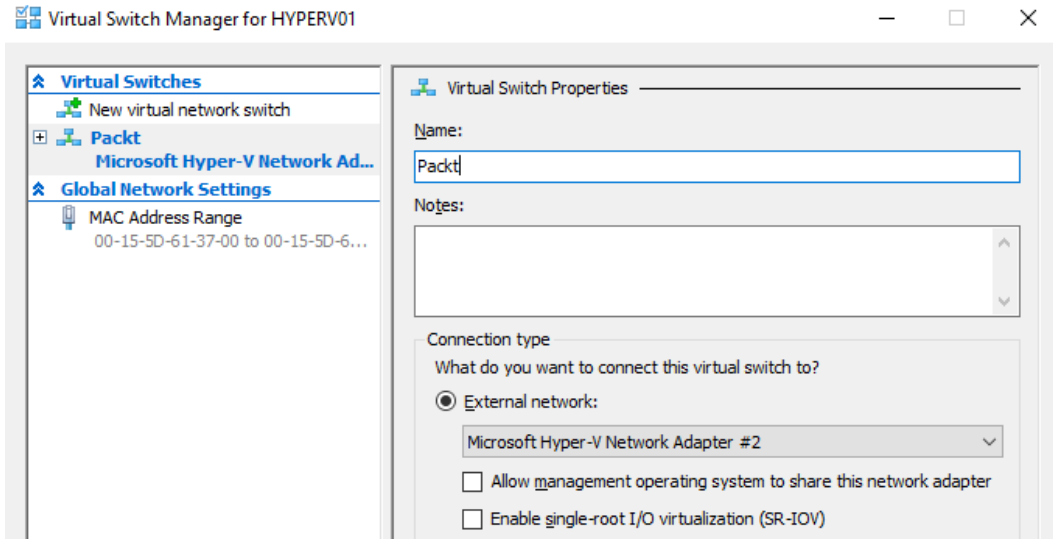 Virtual Switch Manager for HYPERV01
Virtual Switches
New virtual network switch
Packt
Microsoft Hyper-V Network Ad...
Global Network Settings
MAC Address Range
00-15-5D-61-37-00 to 00-15-5D-6...
Virtual Switch Properties
Name:
Packt
Notes:
Connection type
What do you want to connect this virtual switch to?
External network:
Microsoft Hyper-V Network Adapter #2
Allow management operating system to share this network adapter
Enable single-root I/O virtualization (SR-IOV)